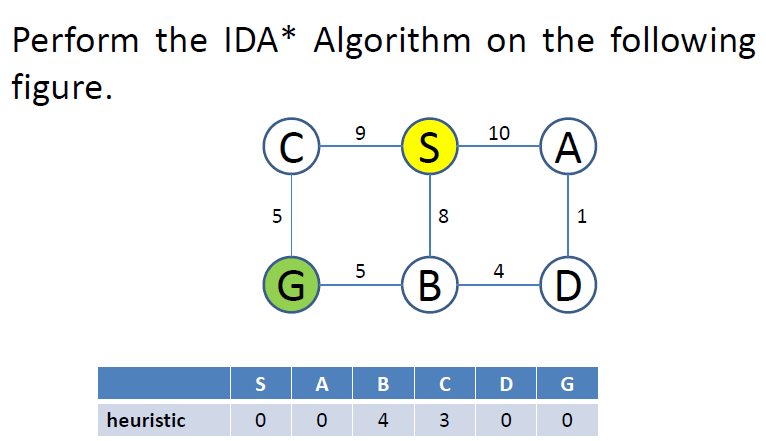 Perform the IDA* Algorithm on the following
figure.
C 9 S 10 A
5 8 1
G 5 B 4 D
S A B C D G
heuristic 0 0 4 3 0 0